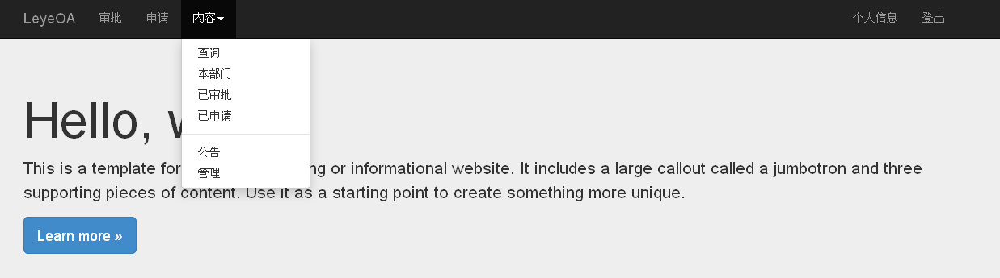 LeyeOA 审批 申请 内容 个人信息 登出
查询
本部门
已审批
已申请
公告
管理
Hello,
This is a template for ng or informational website. It includes a large callout called a jumbotron and three
supporting pieces of content. Use it as a starting point to create something more unique.
Learn more »